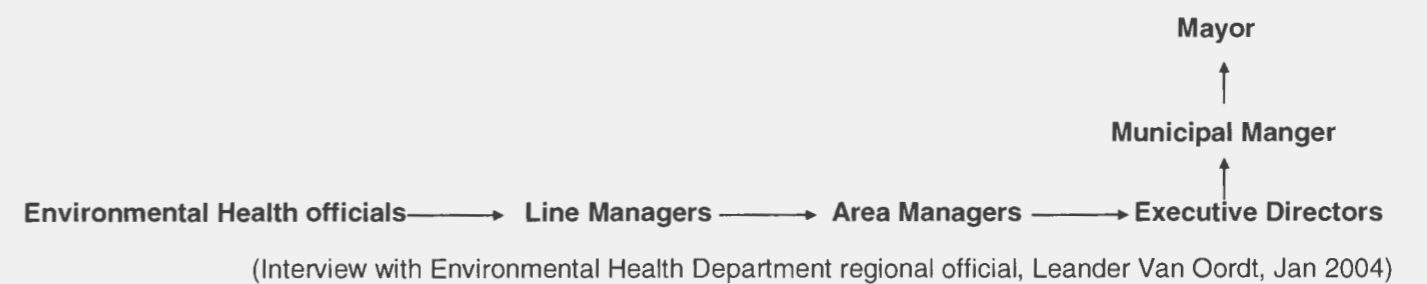 Mayor
Municipal Manger
Environmental Health officials Line Managers Area Managers Executive Directors
(Interview with Environmental Health Department regional official, Leander Van Oordt, Jan 2004)